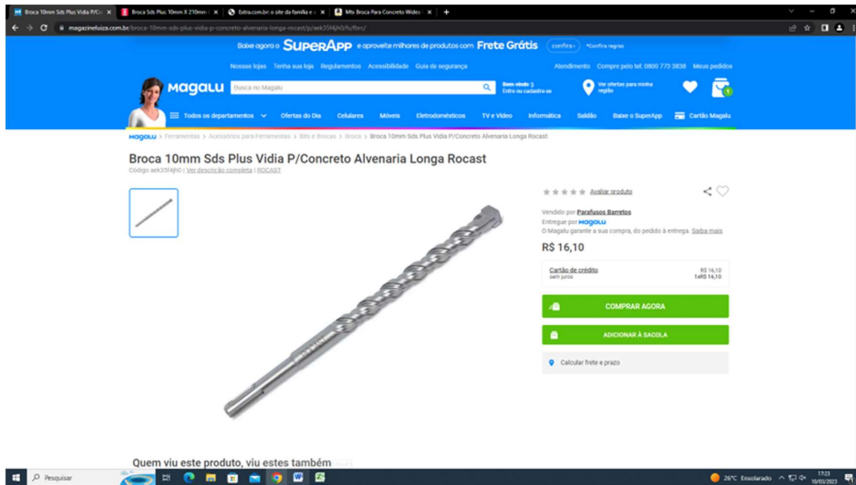 Broca 10mm Sds Plus Vidia P/Co
Broca Sds Plus 10mm X 210mm
Extra.com.br: o site da família e
Mtx Broca Para Concreto Widea
magazineluiza.com.br/broca-10mm-sds-plus-vidia-p-concreto-alvenaria-longa-rocast/p/aek35f4jh0/fs/fbrc/
Baixe agora o SuperApp e aproveite milhares de produtos com Frete Grátis confira *Confira regras
Nossas lojas Tenha sua loja Regulamentos Acessibilidade Guia de segurança Atendimento Compre pelo tel: 0800 773 3838 Meus pedidos
Magalu
Busca no Magalu
Bem-vindo :)
Entre ou cadastre-se
Ver ofertas para minha
região
1
Todos os departamentos Ofertas do Dia Celulares Móveis Eletrodomésticos TV e Vídeo Informática Saldão Baixe o SuperApp Cartão Magalu
Magalu > Ferramentas > Acessórios para Ferramentas > Bits e Brocas > Broca > Broca 10mm Sds Plus Vidia P/Concreto Alvenaria Longa Rocast
Broca 10mm Sds Plus Vidia P/Concreto Alvenaria Longa Rocast
Código aek35f4jh0 | Ver descrição completa | ROCAST
Avaliar produto
Vendido por Parafusos Barretos
Entregue por Magalu
O Magalu garante a sua compra, do pedido à entrega. Saiba mais
R$ 16,10
Cartão de crédito R$ 16,10
sem juros 1xR$ 16,10
COMPRAR AGORA
ADICIONAR À SACOLA
Calcular frete e prazo
Quem viu este produto, viu estes também
Pesquisar
26°C Ensolarado
17:23
10/03/2023